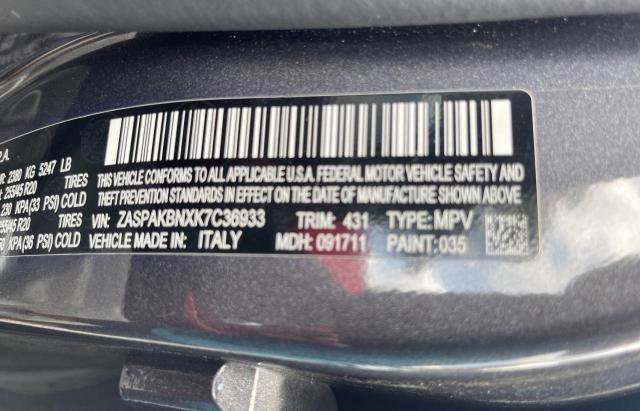 .A.
2380 KG 5247 LB
255/45 R20 TIRES
230 KPA(33 PSI) COLD
R20 TIRES
KPA(36 PSI) COLD
THIS VEHICLE CONFORMS TO ALL APPLICABLE U.S.A. FEDERAL MOTOR VEHICLE SAFETY AND
THEFT PREVENTION STANDARDS IN EFFECT ON THE DATE OF MANUFACTURE SHOWN ABOVE.
VIN: ZASPAKBNXK7C36933 TRIM: 431 TYPE: MPV
VEHICLE MADE IN: ITALY MDH: 091711 PAINT: 035